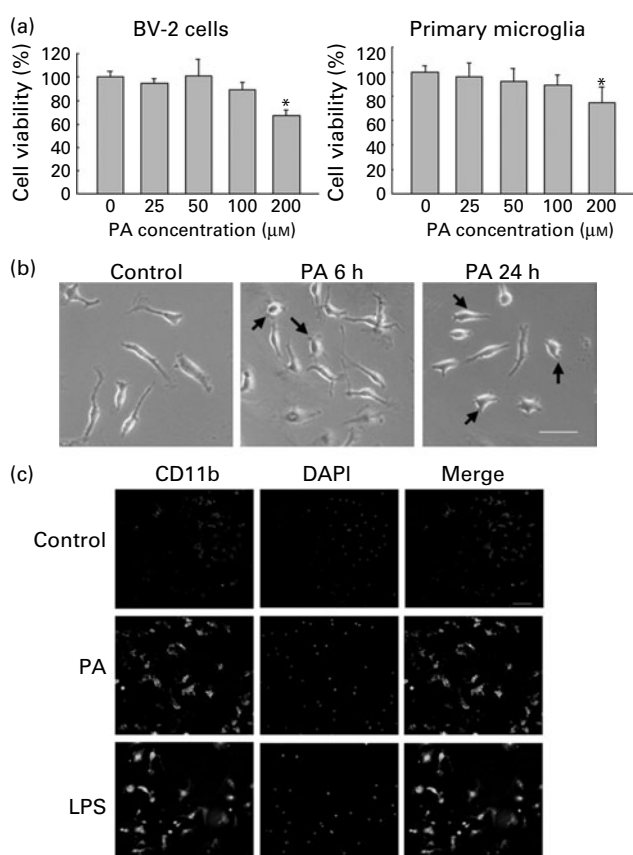 (a)
BV-2 cells
Primary microglia
Cell viability (%)
120
100
80
60
40
20
0
*
0 25 50 100 200
PA concentration (µM)
Cell viability (%)
120
100
80
60
40
20
0
*
0 25 50 100 200
PA concentration (µM)
(b)
Control PA 6 h PA 24 h
(c)
CD11b DAPI Merge
Control
PA
LPS